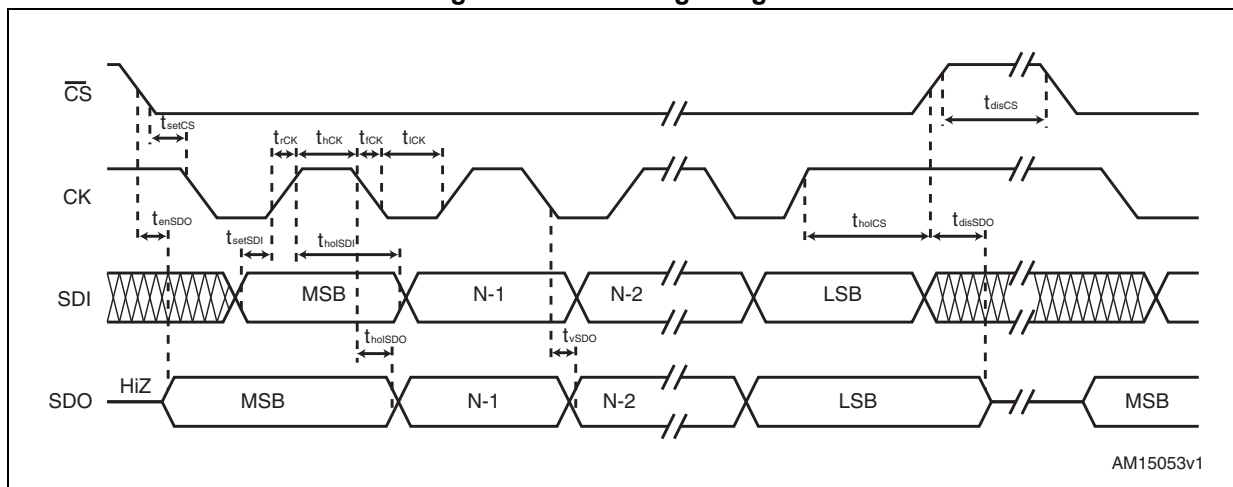 CS
tsetCS
trCK
thCK
tfCK
tlCK
tdisCS
CK
tenSDO
tsetSDI
tholSDI
tholCS
tdisSDO
SDI
MSB
N-1
N-2
LSB
tholSDO
tvSDO
SDO
HiZ
MSB
N-1
N-2
LSB
MSB
AM15053v1